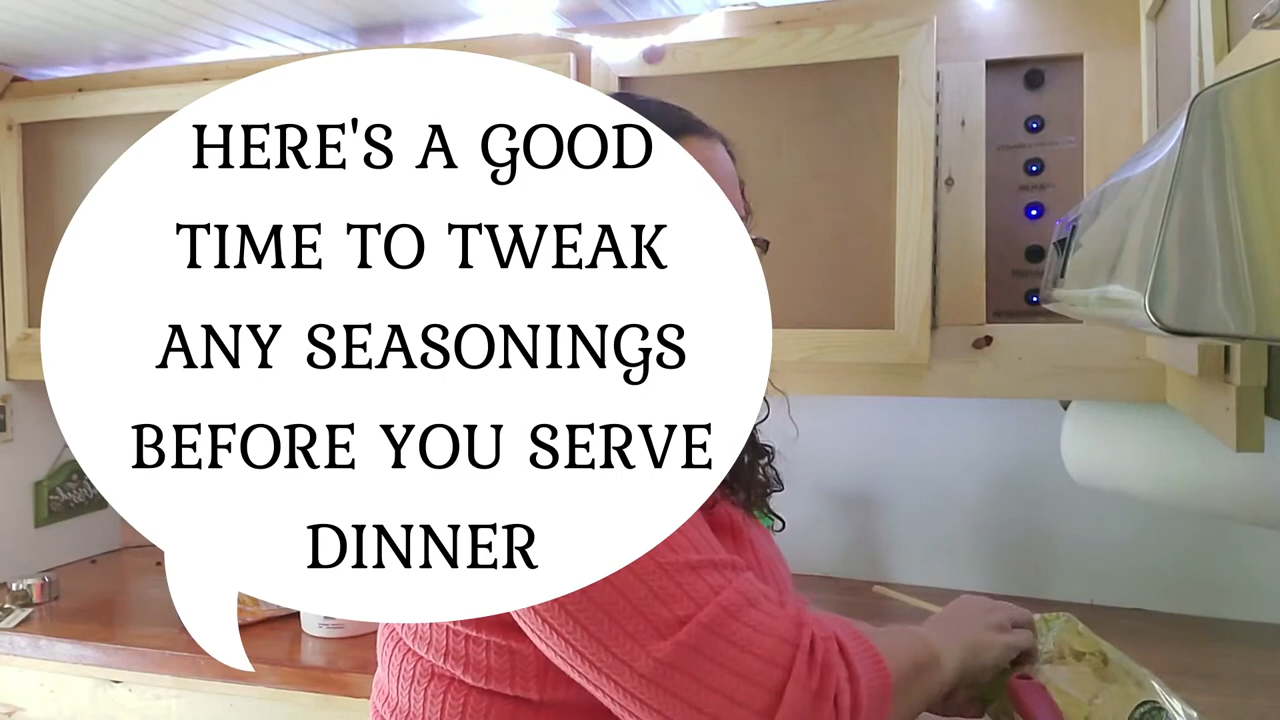 HERE'S A GOOD
TIME TO TWEAK
ANY SEASONINGS
BEFORE YOU SERVE
DINNER